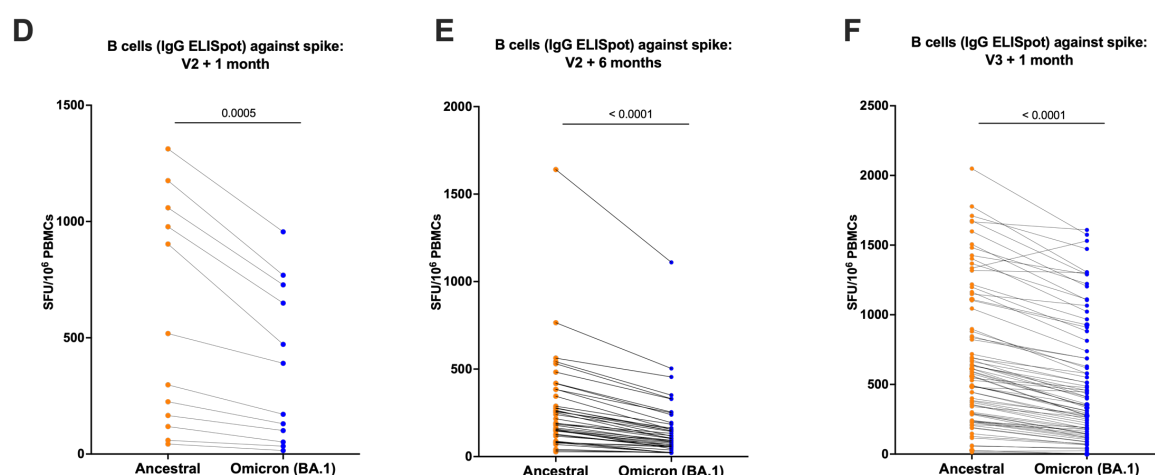 D
B cells (IgG ELISpot) against spike:
V2 + 1 month
1500
1000
500
0
SFU/10⁶ PBMCs
0.0005
Ancestral
Omicron (BA.1)
E
B cells (IgG ELISpot) against spike:
V2 + 6 months
2000
1500
1000
500
0
SFU/10⁶ PBMCs
< 0.0001
Ancestral
Omicron (BA.1)
F
B cells (IgG ELISpot) against spike:
V3 + 1 month
2500
2000
1500
1000
500
0
SFU/10⁶ PBMCs
< 0.0001
Ancestral
Omicron (BA.1)